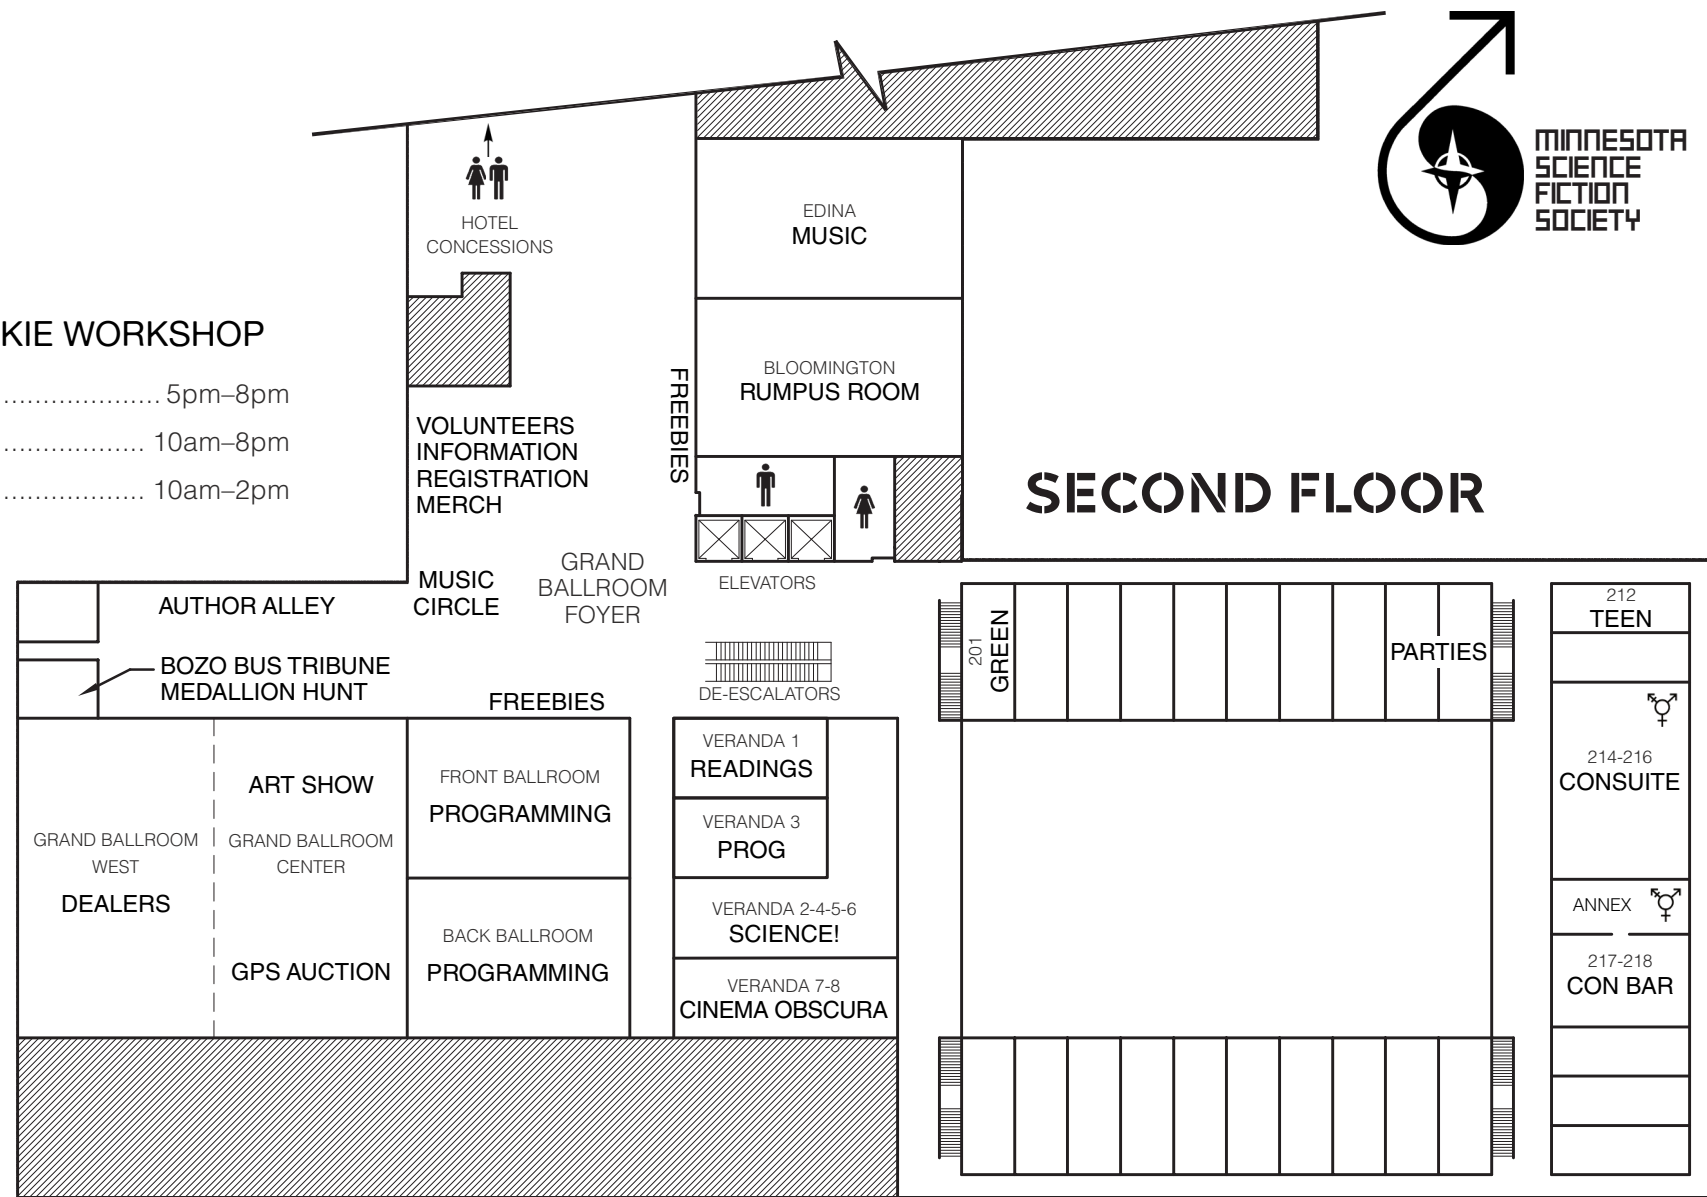 MINNESOTA
SCIENCE
FICTION
SOCIETY
HOTEL
CONCESSIONS
EDINA
MUSIC
KIE WORKSHOP
.................... 5pm–8pm
.................. 10am–8pm
.................. 10am–2pm
BLOOMINGTON
RUMPUS ROOM
FREEBIES
VOLUNTEERS
INFORMATION
REGISTRATION
MERCH
SECOND FLOOR
MUSIC
CIRCLE
GRAND
BALLROOM
FOYER
ELEVATORS
AUTHOR ALLEY
BOZO BUS TRIBUNE
MEDALLION HUNT
FREEBIES
DE-ESCALATORS
201
GREEN
PARTIES
212
TEEN
GRAND BALLROOM
WEST
DEALERS
ART SHOW
GRAND BALLROOM
CENTER
GPS AUCTION
FRONT BALLROOM
PROGRAMMING
BACK BALLROOM
PROGRAMMING
VERANDA 1
READINGS
VERANDA 3
PROG
VERANDA 2-4-5-6
SCIENCE!
VERANDA 7-8
CINEMA OBSCURA
214-216
CONSUITE
ANNEX
217-218
CON BAR